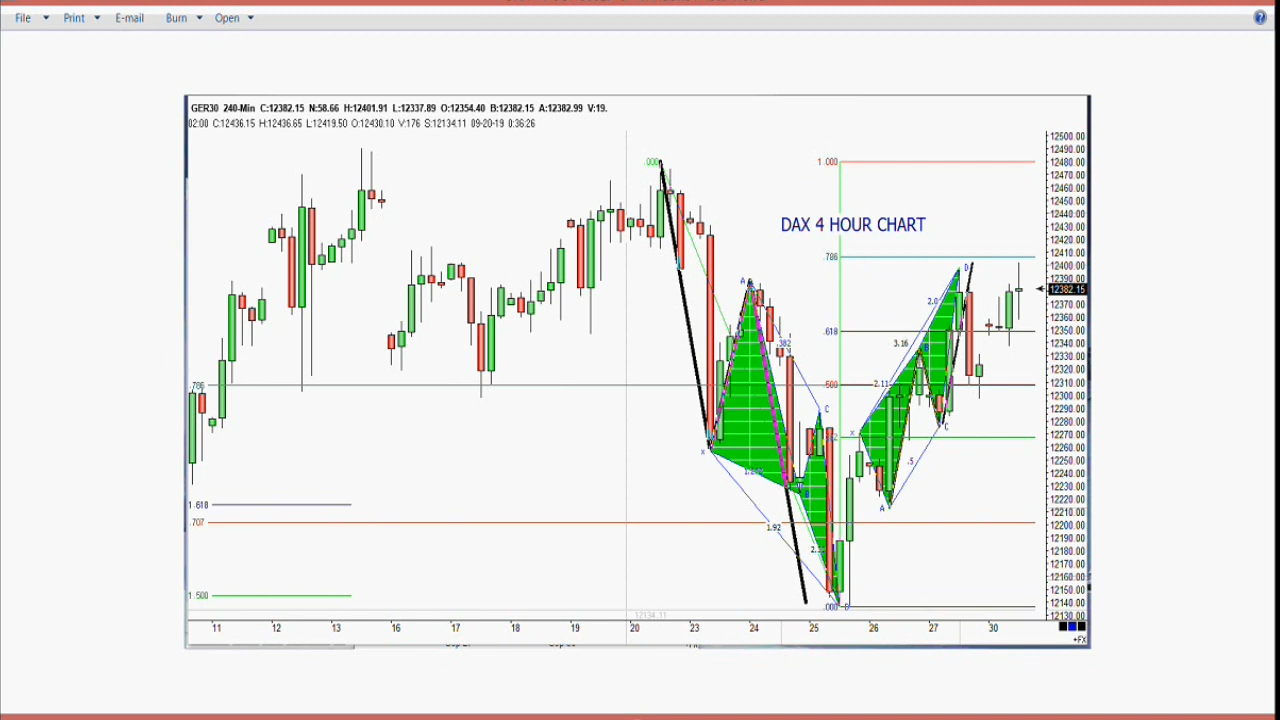 File Print E-mail Burn Open
GER30 240-Min C:12382.15 N:58.66 H:12401.91 L:12337.89 O:12354.40 B:12382.15 A:12382.99 V:19.
02:00 C:12436.15 H:12436.65 L:12419.50 O:12430.10 V:176 S:12134.11 09-20-19 0:36:26
12500.00
12490.00
.000 1.000 12480.00
12470.00
12460.00
12450.00
12440.00
DAX 4 HOUR CHART
12430.00
12420.00
12410.00
.786
12400.00
D
12390.00
A
12382.15
2.0
12370.00
12360.00
12350.00
.618
.382 3.16 12340.00
B
12330.00
12320.00
.786 .500 2.11 12310.00
12300.00
12290.00
C
12280.00
C
12270.00
X
12260.00
X
12250.00
.5
12240.00
12230.00
B
12220.00
1.618 A 12210.00
12200.00
.707 1.92
12190.00
12180.00
12170.00
12160.00
12150.00
1.500
12140.00
.000
12134.11
12130.00
11 12 13 16 17 18 19 20 23 24 25 26 27 30
+FX